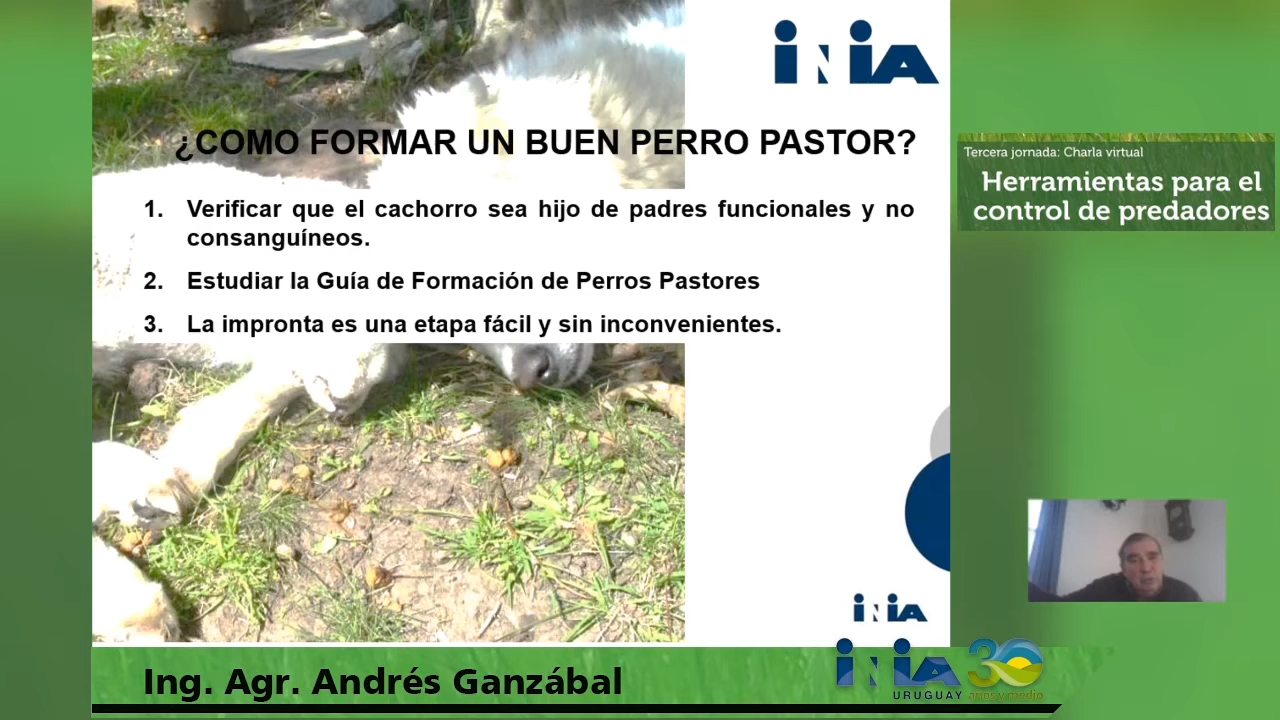 INIA
¿COMO FORMAR UN BUEN PERRO PASTOR?
1. Verificar que el cachorro sea hijo de padres funcionales y no
consanguíneos.
2. Estudiar la Guía de Formación de Perros Pastores
3. La impronta es una etapa fácil y sin inconvenientes.
Tercera jornada: Charla virtual
Herramientas para el
control de predadores
INIA
Ing. Agr. Andrés Ganzábal
INIA 30
URUGUAY años y medio